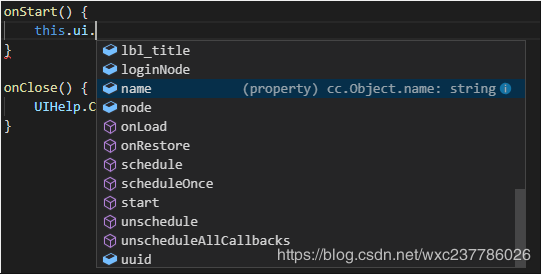 onStart() {
this.ui.
}
onClose() {
UIHelp.C
}
lbl_title
loginNode
name (property) cc.Object.name: string
node
onLoad
onRestore
schedule
scheduleOnce
start
unschedule
unscheduleAllCallbacks
uuid
https://blog.csdn.net/wxc237786026